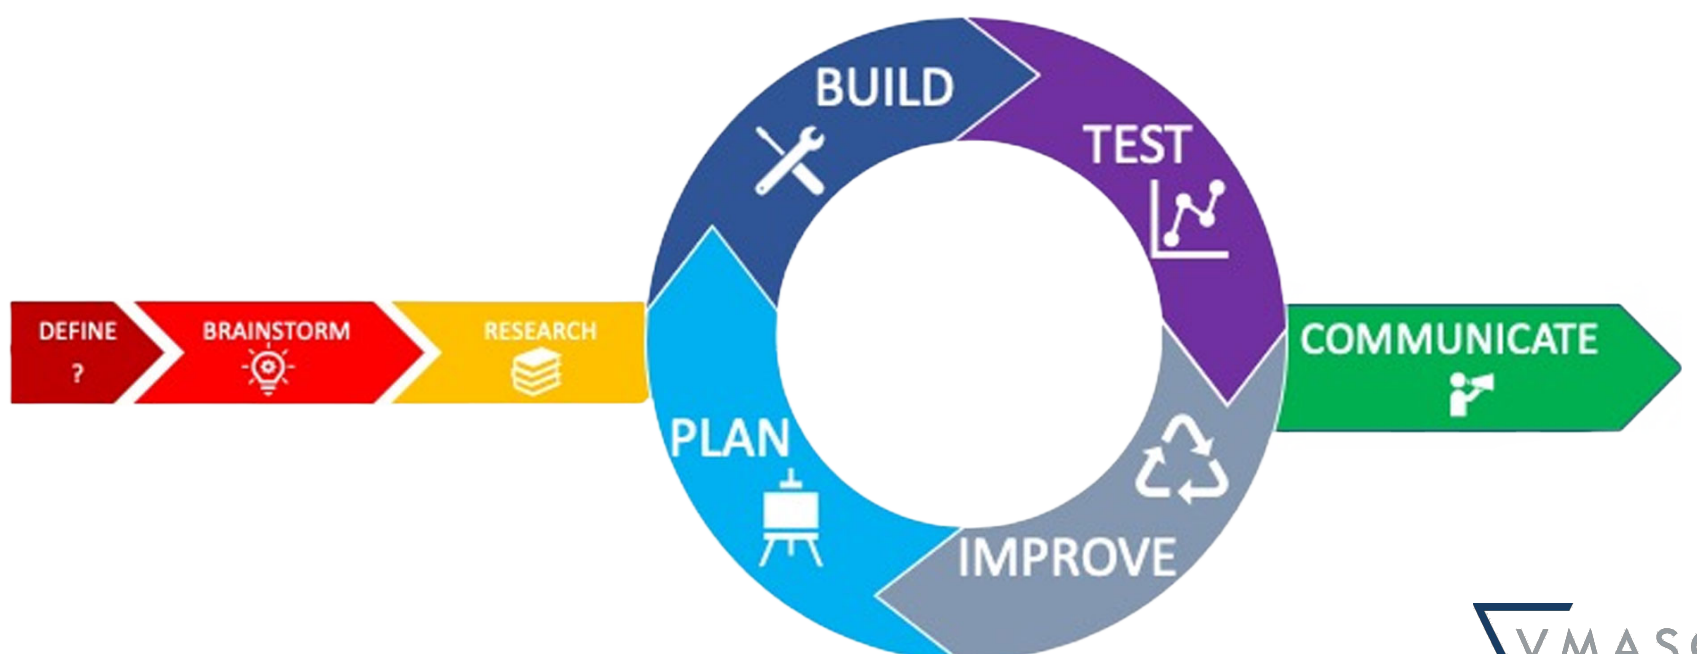 DEFINE
?
BRAINSTORM
RESEARCH
PLAN
BUILD
TEST
IMPROVE
COMMUNICATE